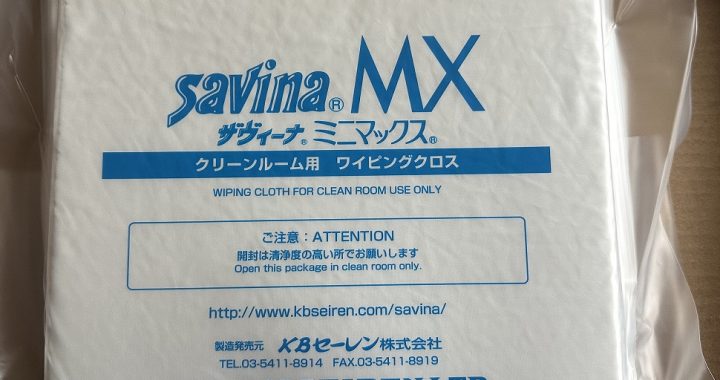 savina® MX
ザヴィーナ® ミニマックス®
クリーンルーム用 ワイピングクロス
WIPING CLOTH FOR CLEAN ROOM USE ONLY
ご注意：ATTENTION
開封は清浄度の高い所でお願いします
Open this package in clean room only.
http://www.kbseiren.com/savina/
製造発売元 KBセーレン株式会社
TEL.03-5411-8914 FAX.03-5411-8919